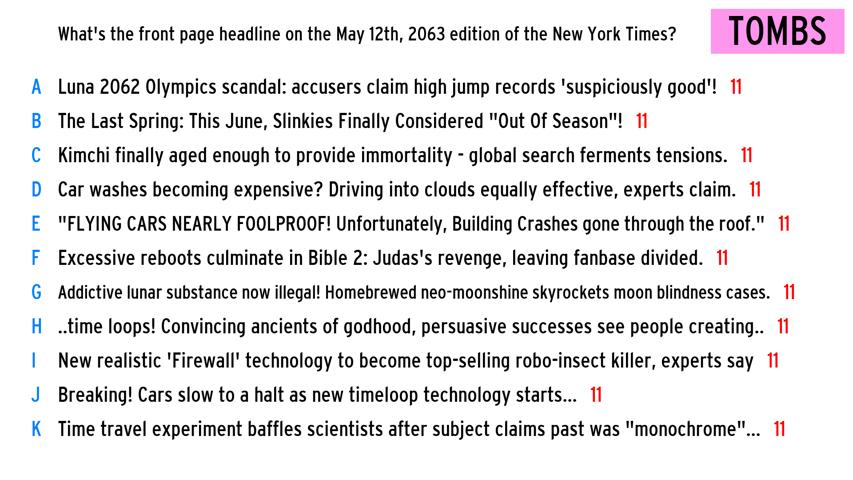 What's the front page headline on the May 12th, 2063 edition of the New York Times?
TOMBS
A Luna 2062 Olympics scandal: accusers claim high jump records 'suspiciously good'! 11
B The Last Spring: This June, Slinkies Finally Considered "Out Of Season"! 11
C Kimchi finally aged enough to provide immortality - global search ferments tensions. 11
D Car washes becoming expensive? Driving into clouds equally effective, experts claim. 11
E "FLYING CARS NEARLY FOOLPROOF! Unfortunately, Building Crashes gone through the roof." 11
F Excessive reboots culminate in Bible 2: Judas's revenge, leaving fanbase divided. 11
G Addictive lunar substance now illegal! Homebrewed neo-moonshine skyrockets moon blindness cases. 11
H ..time loops! Convincing ancients of godhood, persuasive successes see people creating.. 11
I New realistic 'Firewall' technology to become top-selling robo-insect killer, experts say 11
J Breaking! Cars slow to a halt as new timeloop technology starts... 11
K Time travel experiment baffles scientists after subject claims past was "monochrome"... 11